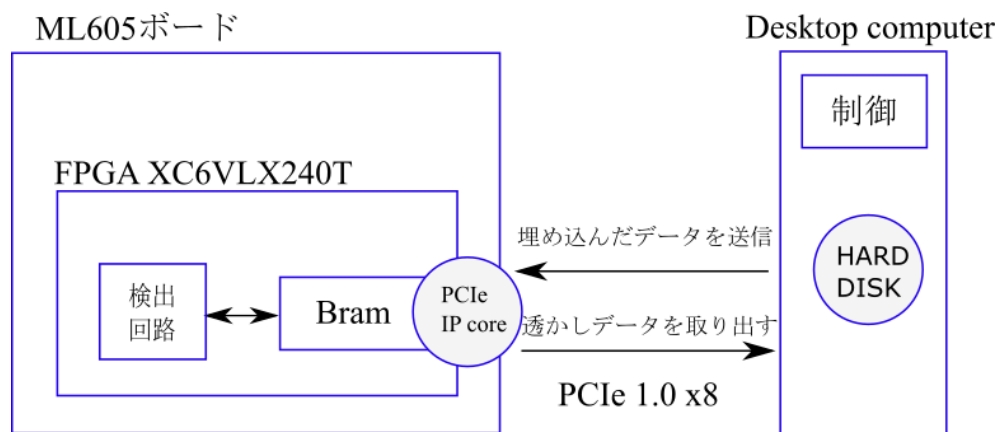 ML605ボード
Desktop computer
制御
FPGA XC6VLX240T
埋め込んだデータを送信
HARD
DISK
検出
回路
Bram
PCIe
IP core
透かしデータを取り出す
PCIe 1.0 x8